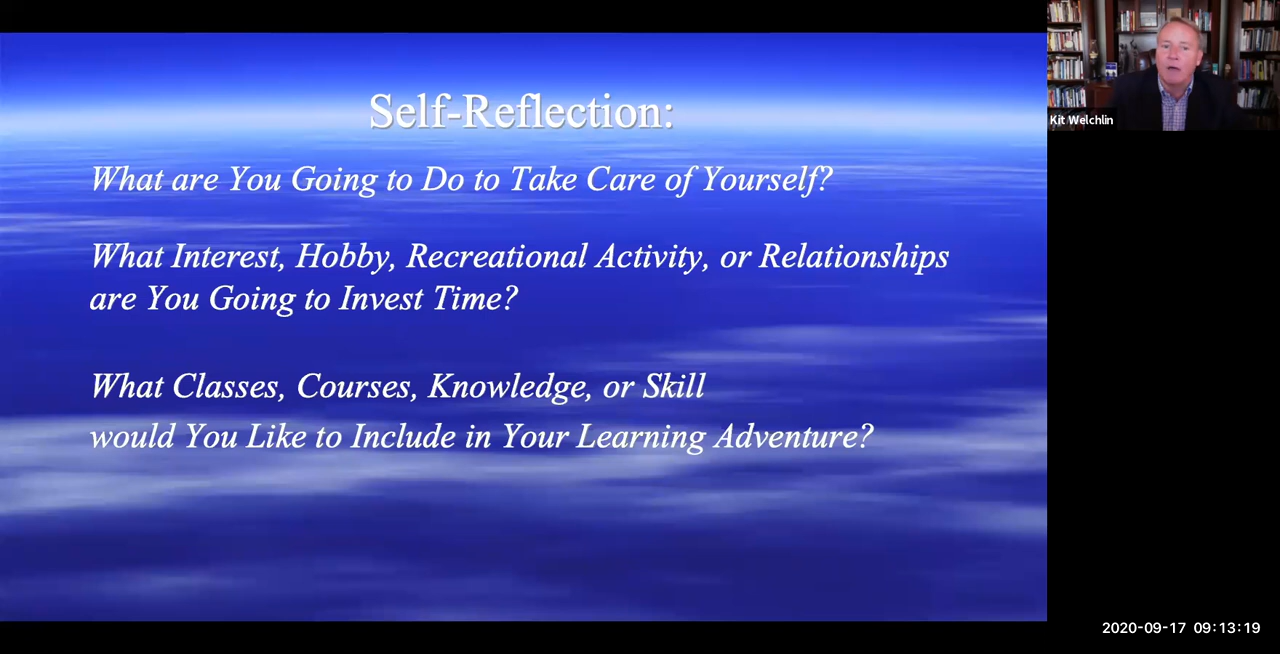 Self-Reflection:
What are You Going to Do to Take Care of Yourself?
What Interest, Hobby, Recreational Activity, or Relationships
are You Going to Invest Time?
What Classes, Courses, Knowledge, or Skill
would You Like to Include in Your Learning Adventure?
Kit Welchlin
2020-09-17 09:13:19